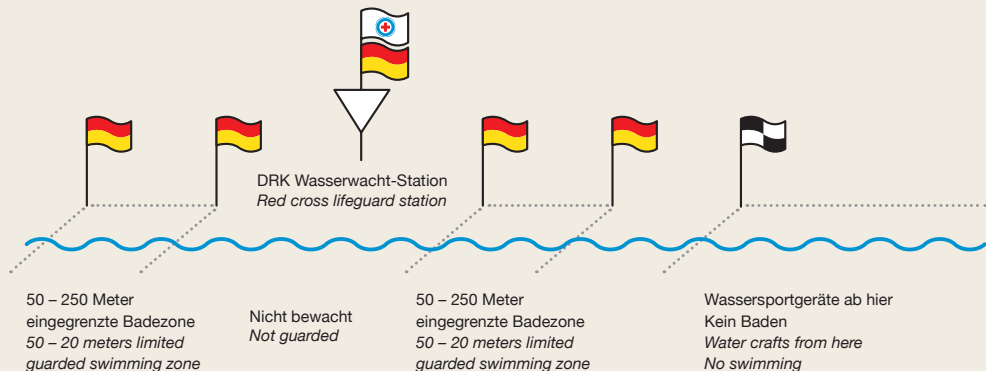 DRK Wasserwacht-Station
Red cross lifeguard station
50 – 250 Meter
eingegrenzte Badezone
50 – 20 meters limited
guarded swimming zone
Nicht bewacht
Not guarded
50 – 250 Meter
eingegrenzte Badezone
50 – 20 meters limited
guarded swimming zone
Wassersportgeräte ab hier
Kein Baden
Water crafts from here
No swimming